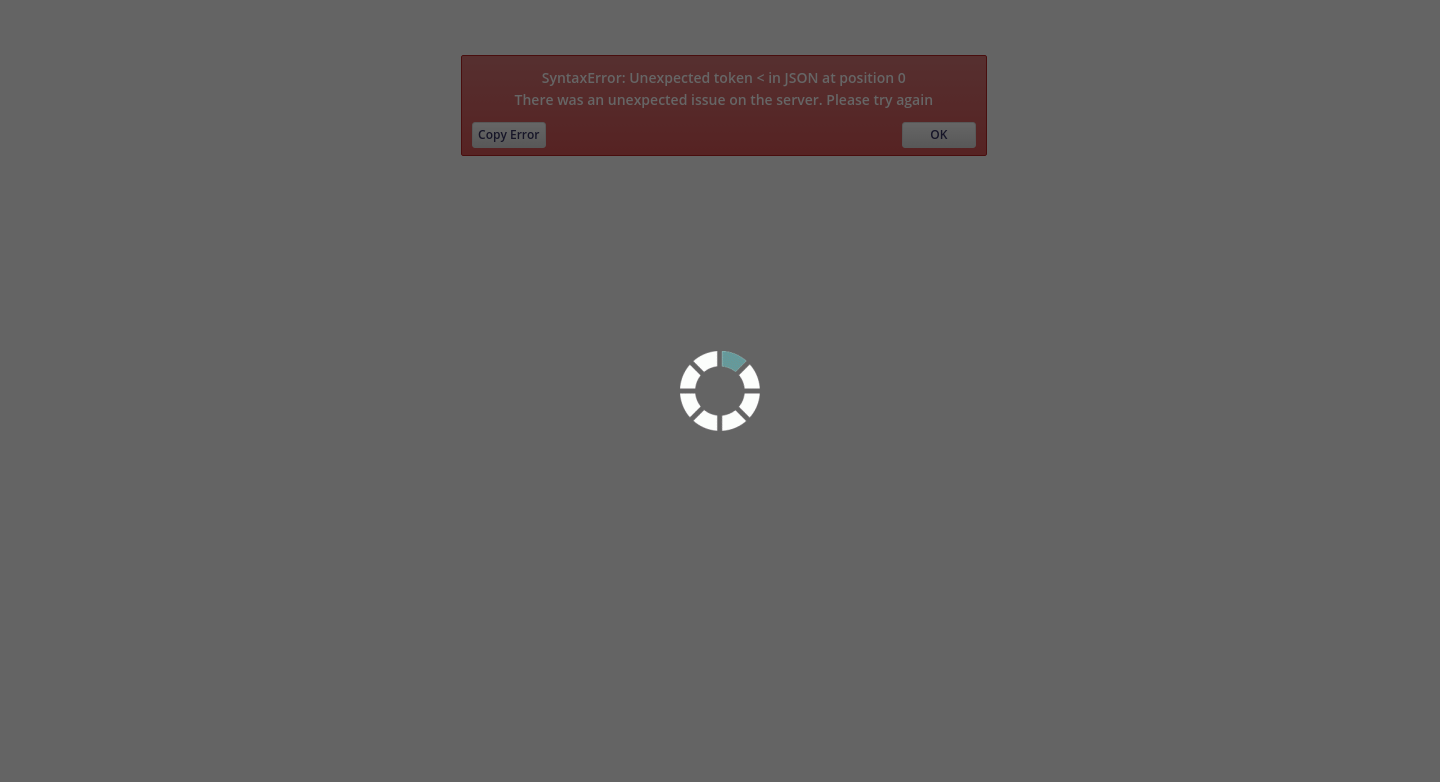 SyntaxError: Unexpected token < in JSON at position 0
There was an unexpected issue on the server. Please try again
Copy Error
OK